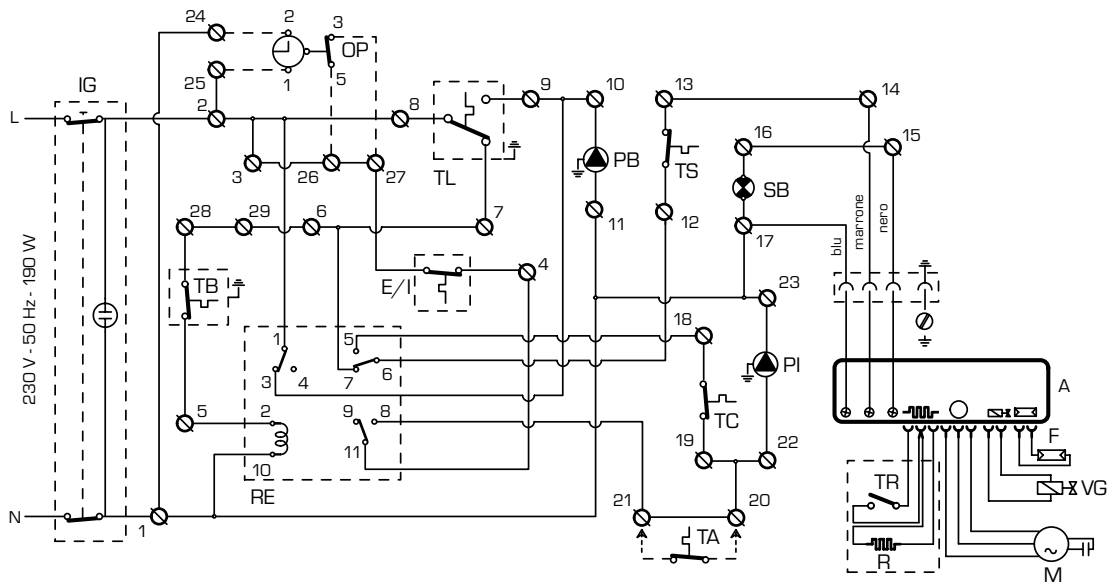 24
2
3
OP
25
1
5
IG
2
8
9
10
13
14
L
TL
PB
TS
16
15
SB
3
26
27
28
29
6
7
11
12
17
blu
marrone
nero
TB
E/I
4
23
230 V - 50 Hz - 190 W
18
1
5
3
4
7
6
PI
A
TC
5
2
9
8
19
22
F
10
11
RE
TR
VG
N
1
21
20
TA
R
~
M